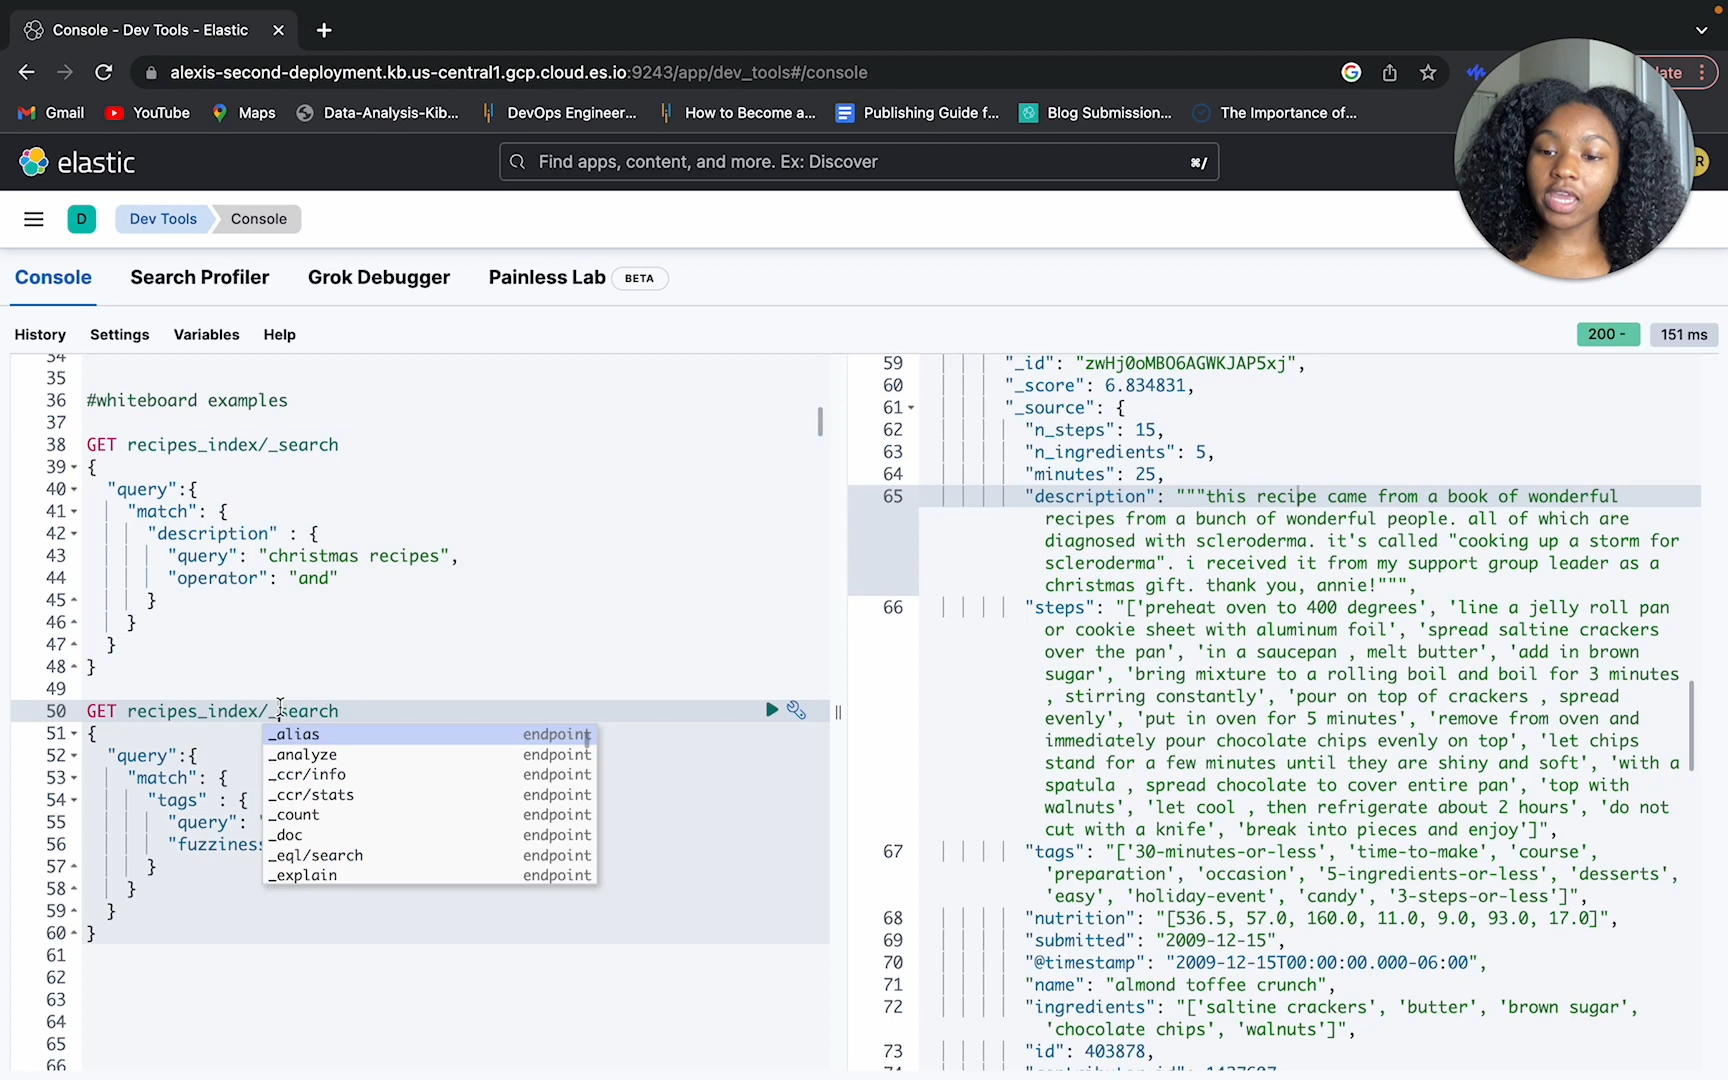 Console - Dev Tools - Elastic
alexis-second-deployment.kb.us-central1.gcp.cloud.es.io:9243/app/dev_tools#/console
Gmail YouTube Maps Data-Analysis-Kib... DevOps Engineer... How to Become a... Publishing Guide f... Blog Submission... The Importance of...
elastic
Find apps, content, and more. Ex: Discover ⌘/
R
D Dev Tools Console
Console Search Profiler Grok Debugger Painless Lab BETA
History Settings Variables Help
200 - 151 ms
34
35
36 #whiteboard examples
37
38 GET recipes_index/_search
39 {
40 "query":{
41 "match": {
42 "description" : {
43 "query": "christmas recipes",
44 "operator": "and"
45 }
46 }
47 }
48 }
49
50 GET recipes_index/_search
51 {
52 "query":{
53 "match": {
54 "tags" : {
55 "query":
56 "fuzziness
57 }
58 }
59 }
60 }
61
62
63
64
65
66
_alias endpoint
_analyze endpoint
_ccr/info endpoint
_ccr/stats endpoint
_count endpoint
_doc endpoint
_eql/search endpoint
_explain endpoint
59 "_id": "zwHj0oMBO6AGWKJAP5xj",
60 "_score": 6.834831,
61 "_source": {
62 "n_steps": 15,
63 "n_ingredients": 5,
64 "minutes": 25,
65 "description": """this recipe came from a book of wonderful
recipes from a bunch of wonderful people. all of which are
diagnosed with scleroderma. it's called "cooking up a storm for
scleroderma". i received it from my support group leader as a
christmas gift. thank you, annie!""",
66 "steps": "['preheat oven to 400 degrees', 'line a jelly roll pan
or cookie sheet with aluminum foil', 'spread saltine crackers
over the pan', 'in a saucepan , melt butter', 'add in brown
sugar', 'bring mixture to a rolling boil and boil for 3 minutes
, stirring constantly', 'pour on top of crackers , spread
evenly', 'put in oven for 5 minutes', 'remove from oven and
immediately pour chocolate chips evenly on top', 'let chips
stand for a few minutes until they are shiny and soft', 'with a
spatula , spread chocolate to cover entire pan', 'top with
walnuts', 'let cool , then refrigerate about 2 hours', 'do not
cut with a knife', 'break into pieces and enjoy']",
67 "tags": "['30-minutes-or-less', 'time-to-make', 'course',
'preparation', 'occasion', '5-ingredients-or-less', 'desserts',
'easy', 'holiday-event', 'candy', '3-steps-or-less']",
68 "nutrition": "[536.5, 57.0, 160.0, 11.0, 9.0, 93.0, 17.0]",
69 "submitted": "2009-12-15",
70 "@timestamp": "2009-12-15T00:00:00.000-06:00",
71 "name": "almond toffee crunch",
72 "ingredients": "['saltine crackers', 'butter', 'brown sugar',
'chocolate chips', 'walnuts']",
73 "id": 403878,